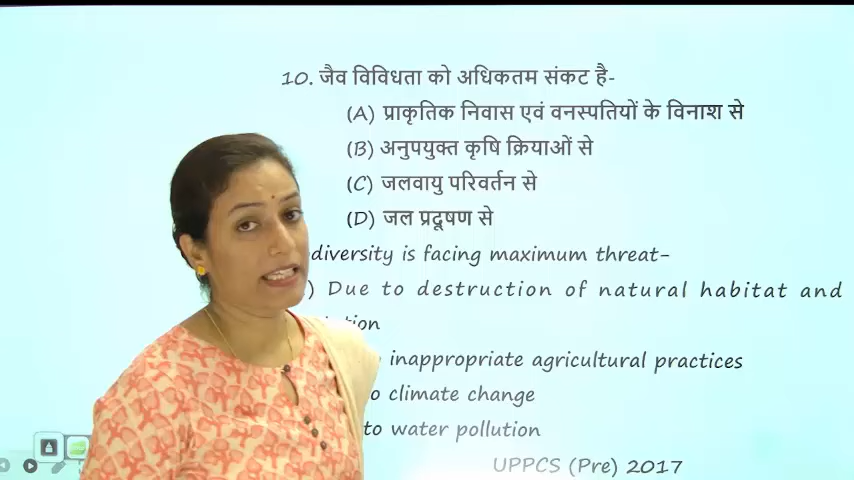 10. जैव विविधता को अधिकतम संकट है-
(A) प्राकृतिक निवास एवं वनस्पतियों के विनाश से
(B) अनुपयुक्त कृषि क्रियाओं से
(C) जलवायु परिवर्तन से
(D) जल प्रदूषण से
diversity is facing maximum threat-
) Due to destruction of natural habitat and
inappropriate agricultural practices
o climate change
to water pollution
UPPCS (Pre) 2017